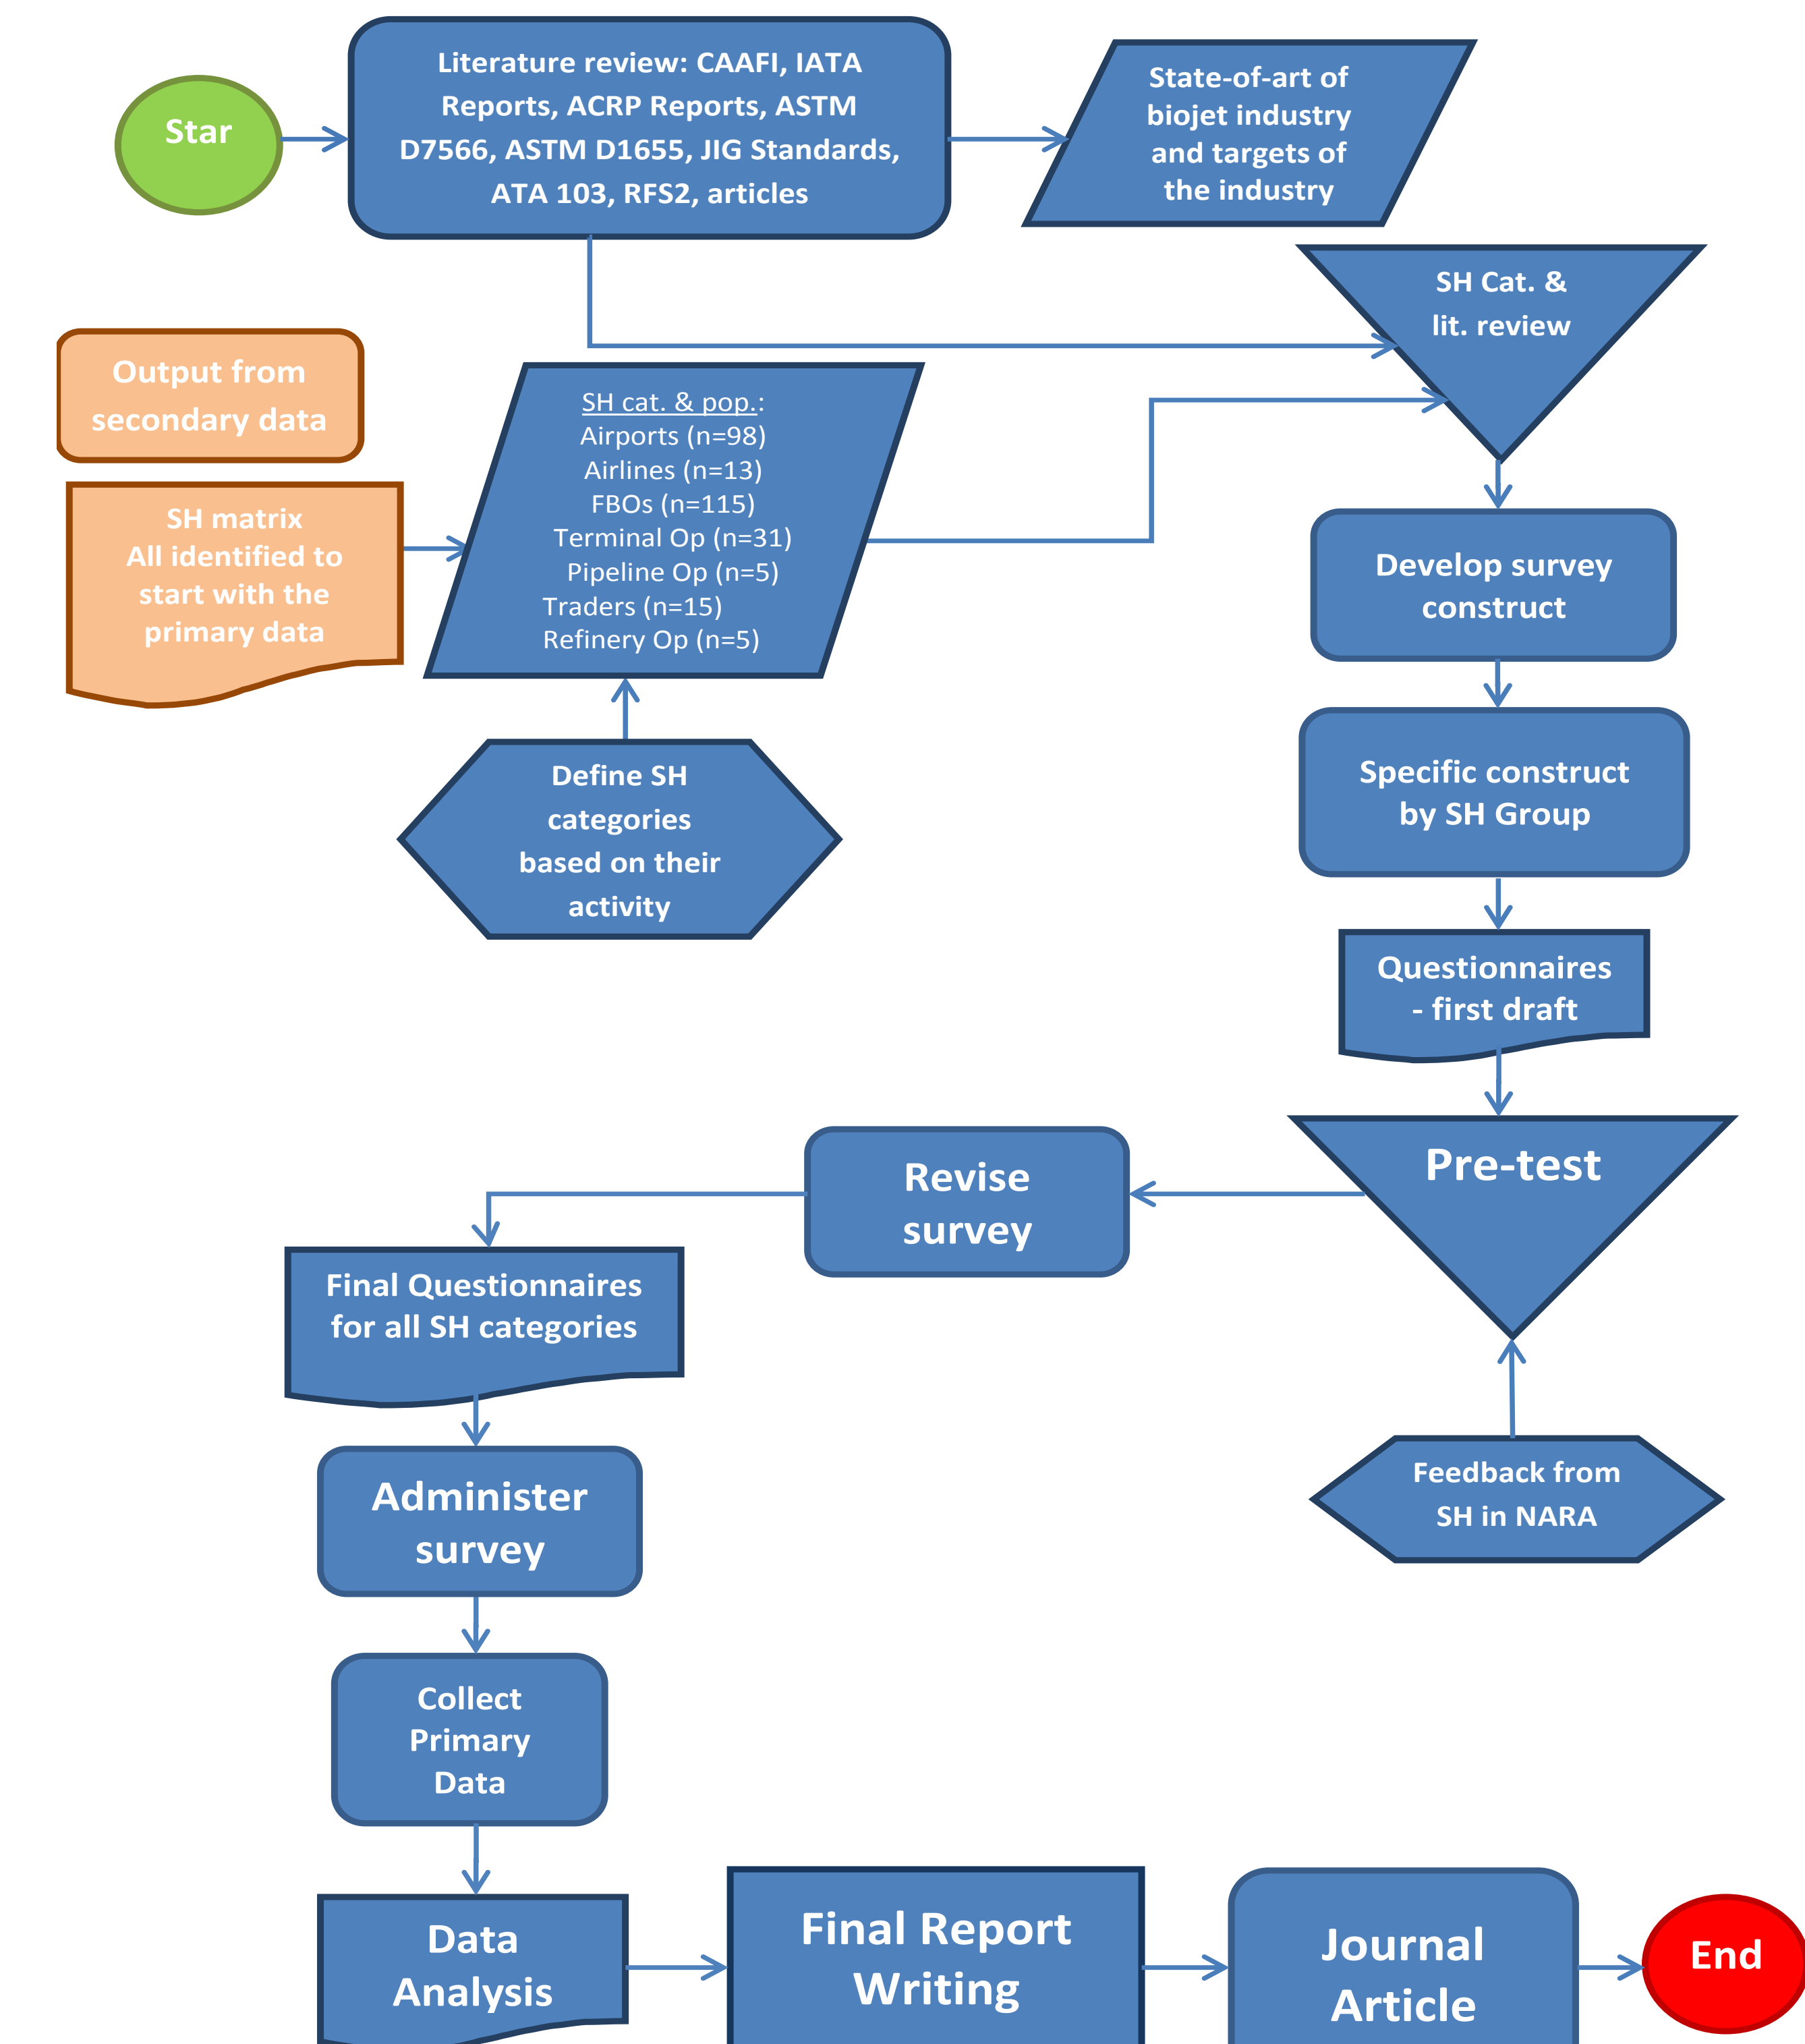 Star
Literature review: CAAFI, IATA
Reports, ACRP Reports, ASTM
D7566, ASTM D1655, JIG Standards,
ATA 103, RFS2, articles
State-of-art of
biojet industry
and targets of
the industry
SH Cat. &
lit. review
Output from
secondary data
SH matrix
All identified to
start with the
primary data
SH cat. & pop.:
Airports (n=98)
Airlines (n=13)
FBOs (n=115)
Terminal Op (n=31)
Pipeline Op (n=5)
Traders (n=15)
Refinery Op (n=5)
Define SH
categories
based on their
activity
Develop survey
construct
Specific construct
by SH Group
Questionnaires
- first draft
Pre-test
Feedback from
SH in NARA
Revise
survey
Final Questionnaires
for all SH categories
Administer
survey
Collect
Primary
Data
Data
Analysis
Final Report
Writing
Journal
Article
End